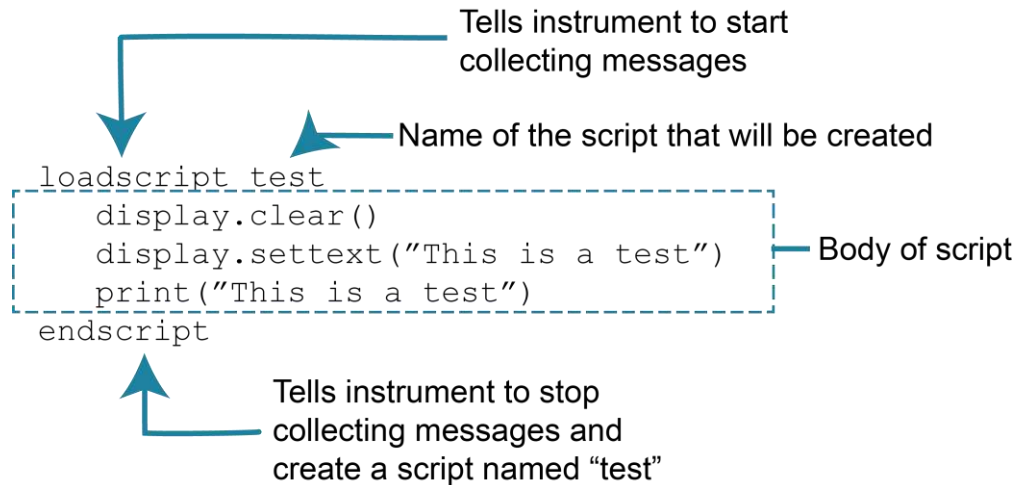 Tells instrument to start
collecting messages
Name of the script that will be created
loadscript test
display.clear()
display.settext(″This is a test″)
print(″This is a test″)
Body of script
endscript
Tells instrument to stop
collecting messages and
create a script named “test”